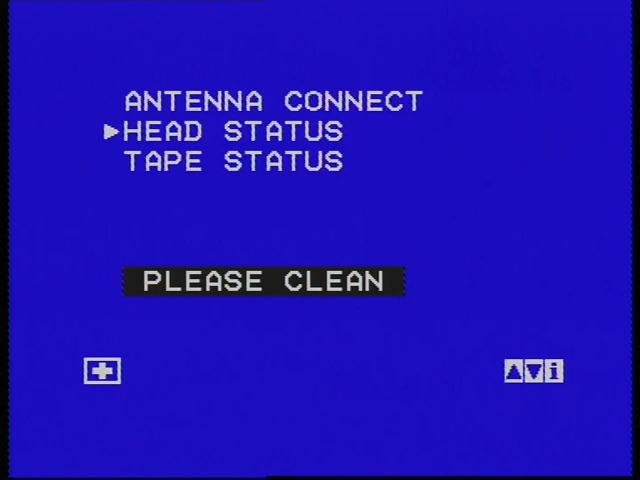 ANTENNA CONNECT
▶HEAD STATUS
TAPE STATUS
PLEASE CLEAN
▲▼i